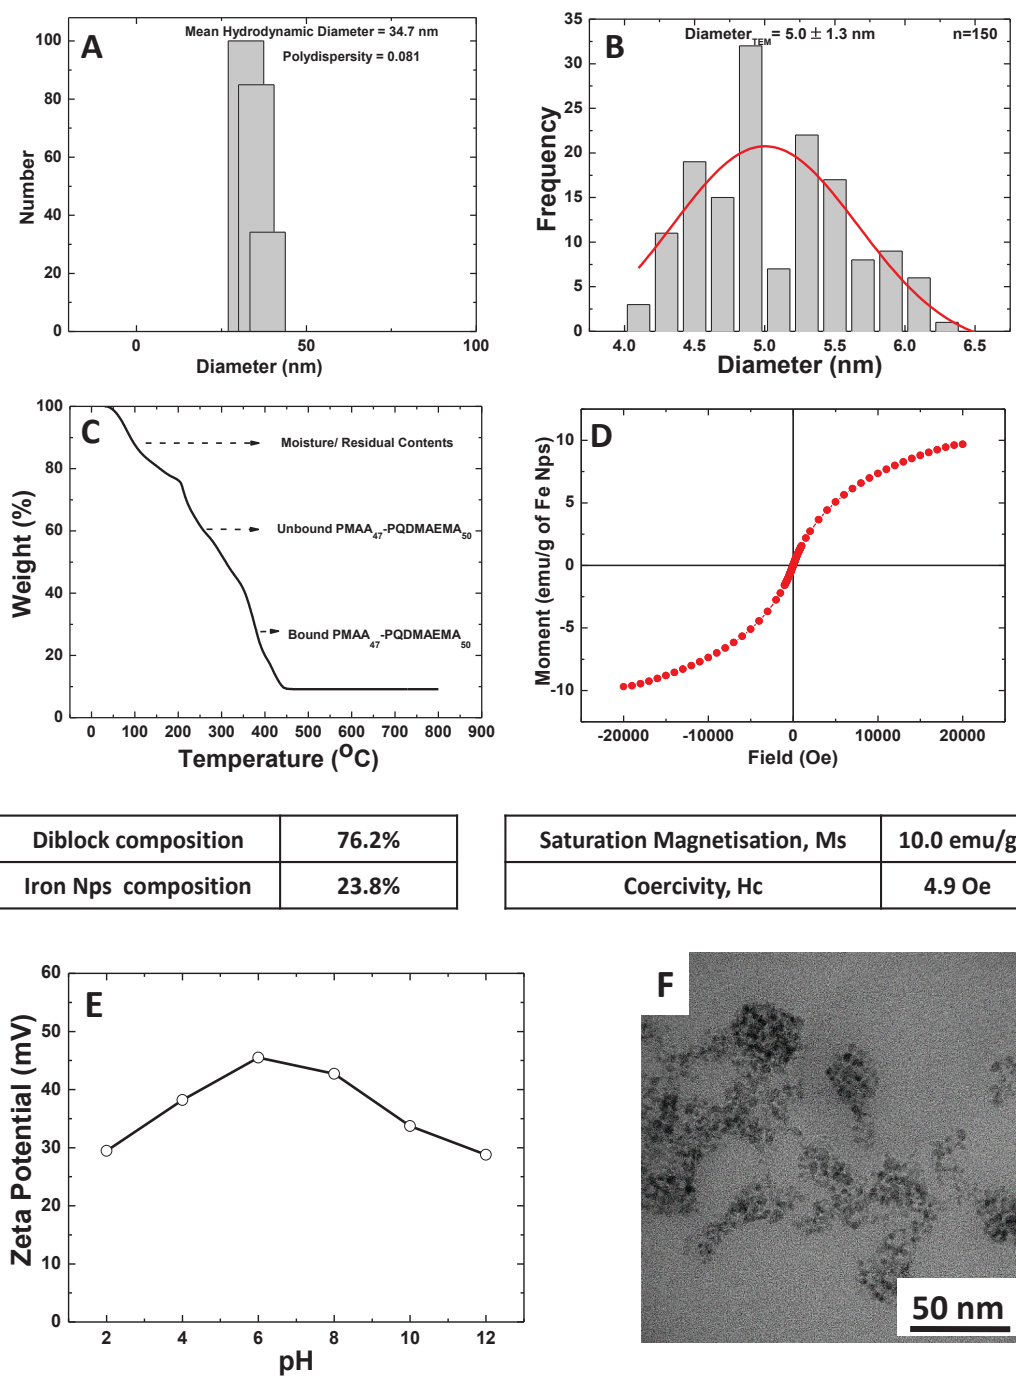 A
Mean Hydrodynamic Diameter = 34.7 nm
Polydispersity = 0.081
Number
100
80
60
40
20
0
0 50 100
Diameter (nm)
B
Diameter_TEM = 5.0 ± 1.3 nm n=150
Frequency
35
30
25
20
15
10
5
0
4.0 4.5 5.0 5.5 6.0 6.5
Diameter (nm)
C
Moisture/ Residual Contents
Unbound PMAA47-PQDMAEMA50
Bound PMAA47-PQDMAEMA50
Weight (%)
100
80
60
40
20
0
0 100 200 300 400 500 600 700 800 900
Temperature (OC)
D
Moment (emu/g of Fe Nps)
10
5
0
-5
-10
-20000 -10000 0 10000 20000
Field (Oe)
Diblock composition 76.2%
Iron Nps composition 23.8%
Saturation Magnetisation, Ms 10.0 emu/g
Coercivity, Hc 4.9 Oe
E
Zeta Potential (mV)
60
50
40
30
20
10
0
2 4 6 8 10 12
pH
F
50 nm